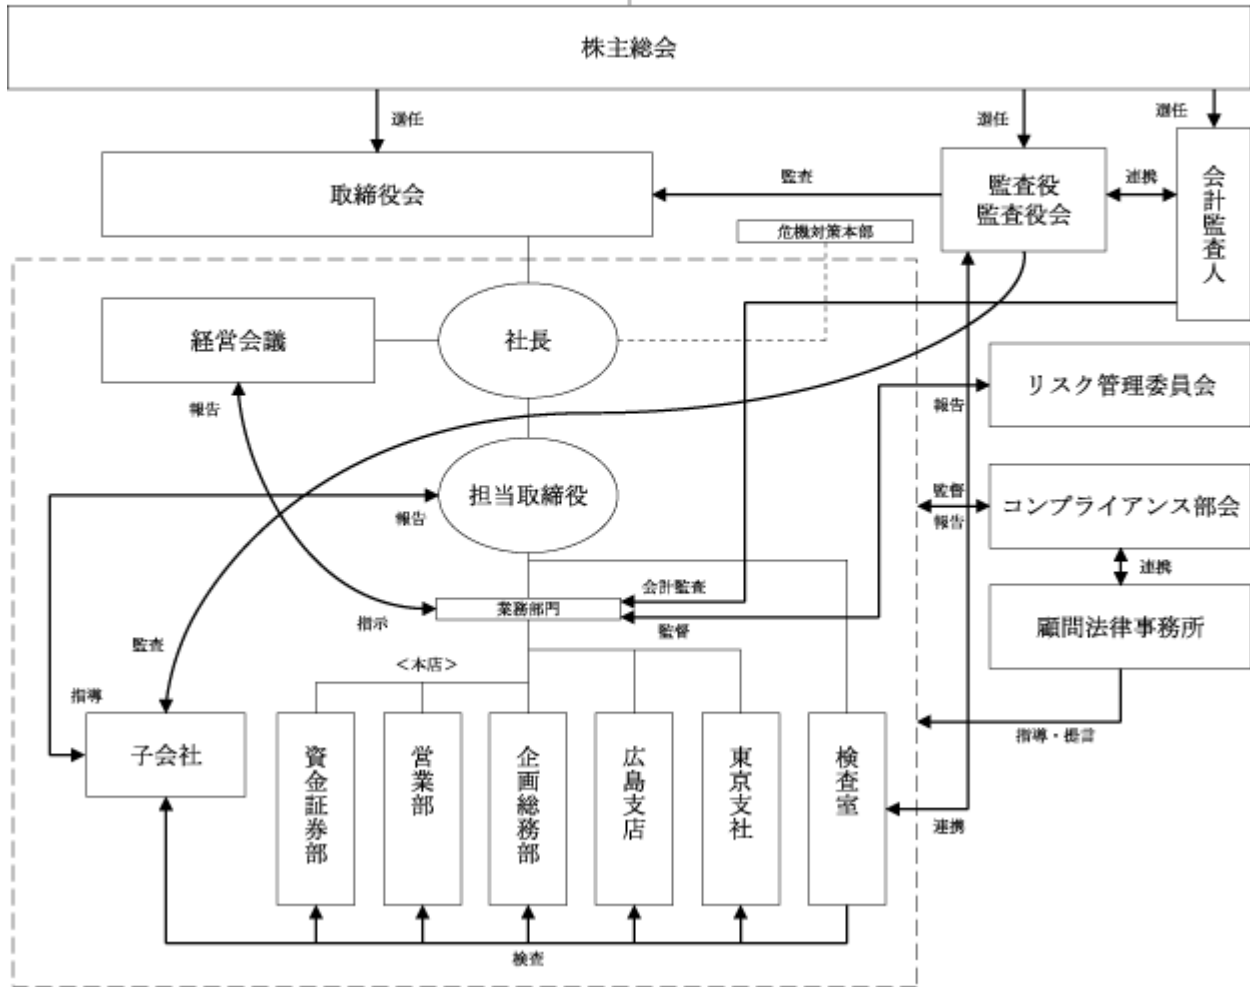 株主総会
選任
選任
選任
取締役会
監査
監査役
監査役会
連携
会計監査人
危機対策本部
経営会議
社長
リスク管理委員会
報告
報告
担当取締役
報告
監督
報告
コンプライアンス部会
連携
会計監査
業務部門
指示
監督
顧問法律事務所
監査
＜本店＞
指導
指導・提言
子会社
資金証券部
営業部
企画総務部
広島支店
東京支社
検査室
連携
検査